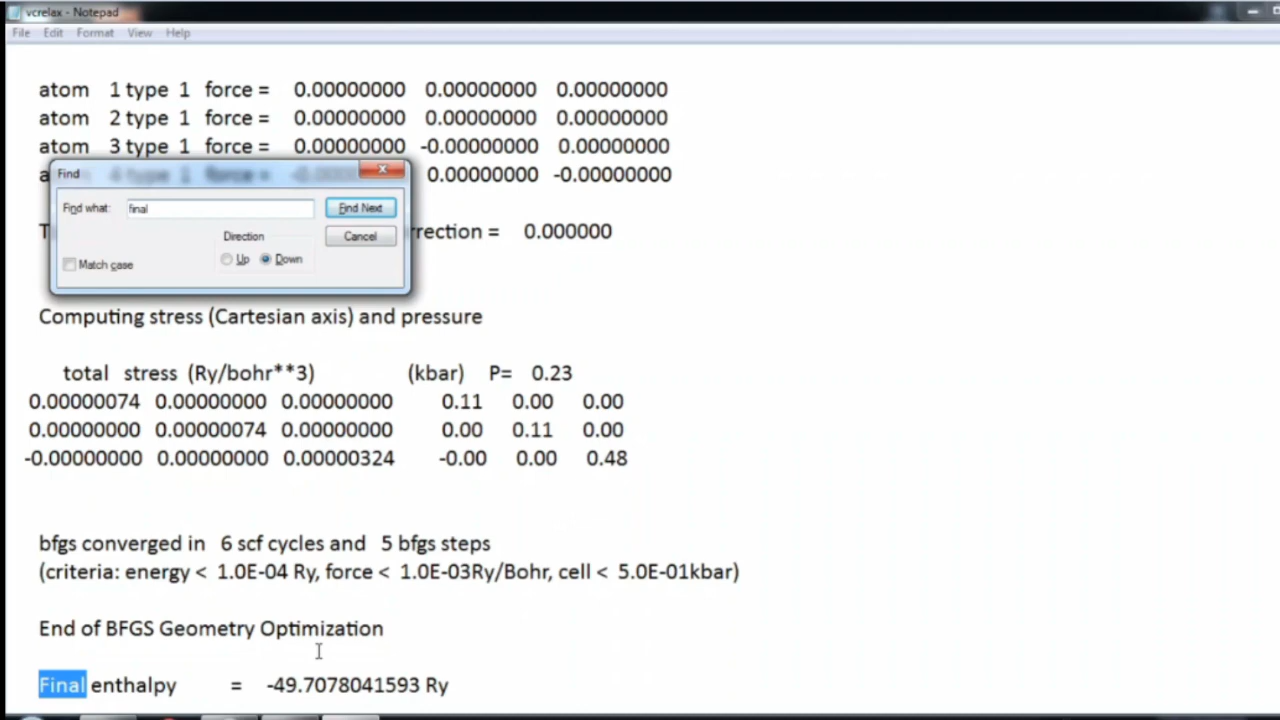 vcrelax - Notepad
File Edit Format View Help
atom 1 type 1 force = 0.00000000 0.00000000 0.00000000
atom 2 type 1 force = 0.00000000 0.00000000 0.00000000
atom 3 type 1 force = 0.00000000 -0.00000000 0.00000000
0.00000000 -0.00000000
Find
Find what: final Find Next
Direction Cancel
Up Down
Match case
rrection = 0.000000
Computing stress (Cartesian axis) and pressure
total stress (Ry/bohr**3) (kbar) P= 0.23
0.00000074 0.00000000 0.00000000 0.11 0.00 0.00
0.00000000 0.00000074 0.00000000 0.00 0.11 0.00
-0.00000000 0.00000000 0.00000324 -0.00 0.00 0.48
bfgs converged in 6 scf cycles and 5 bfgs steps
(criteria: energy < 1.0E-04 Ry, force < 1.0E-03Ry/Bohr, cell < 5.0E-01kbar)
End of BFGS Geometry Optimization
Final enthalpy = -49.7078041593 Ry